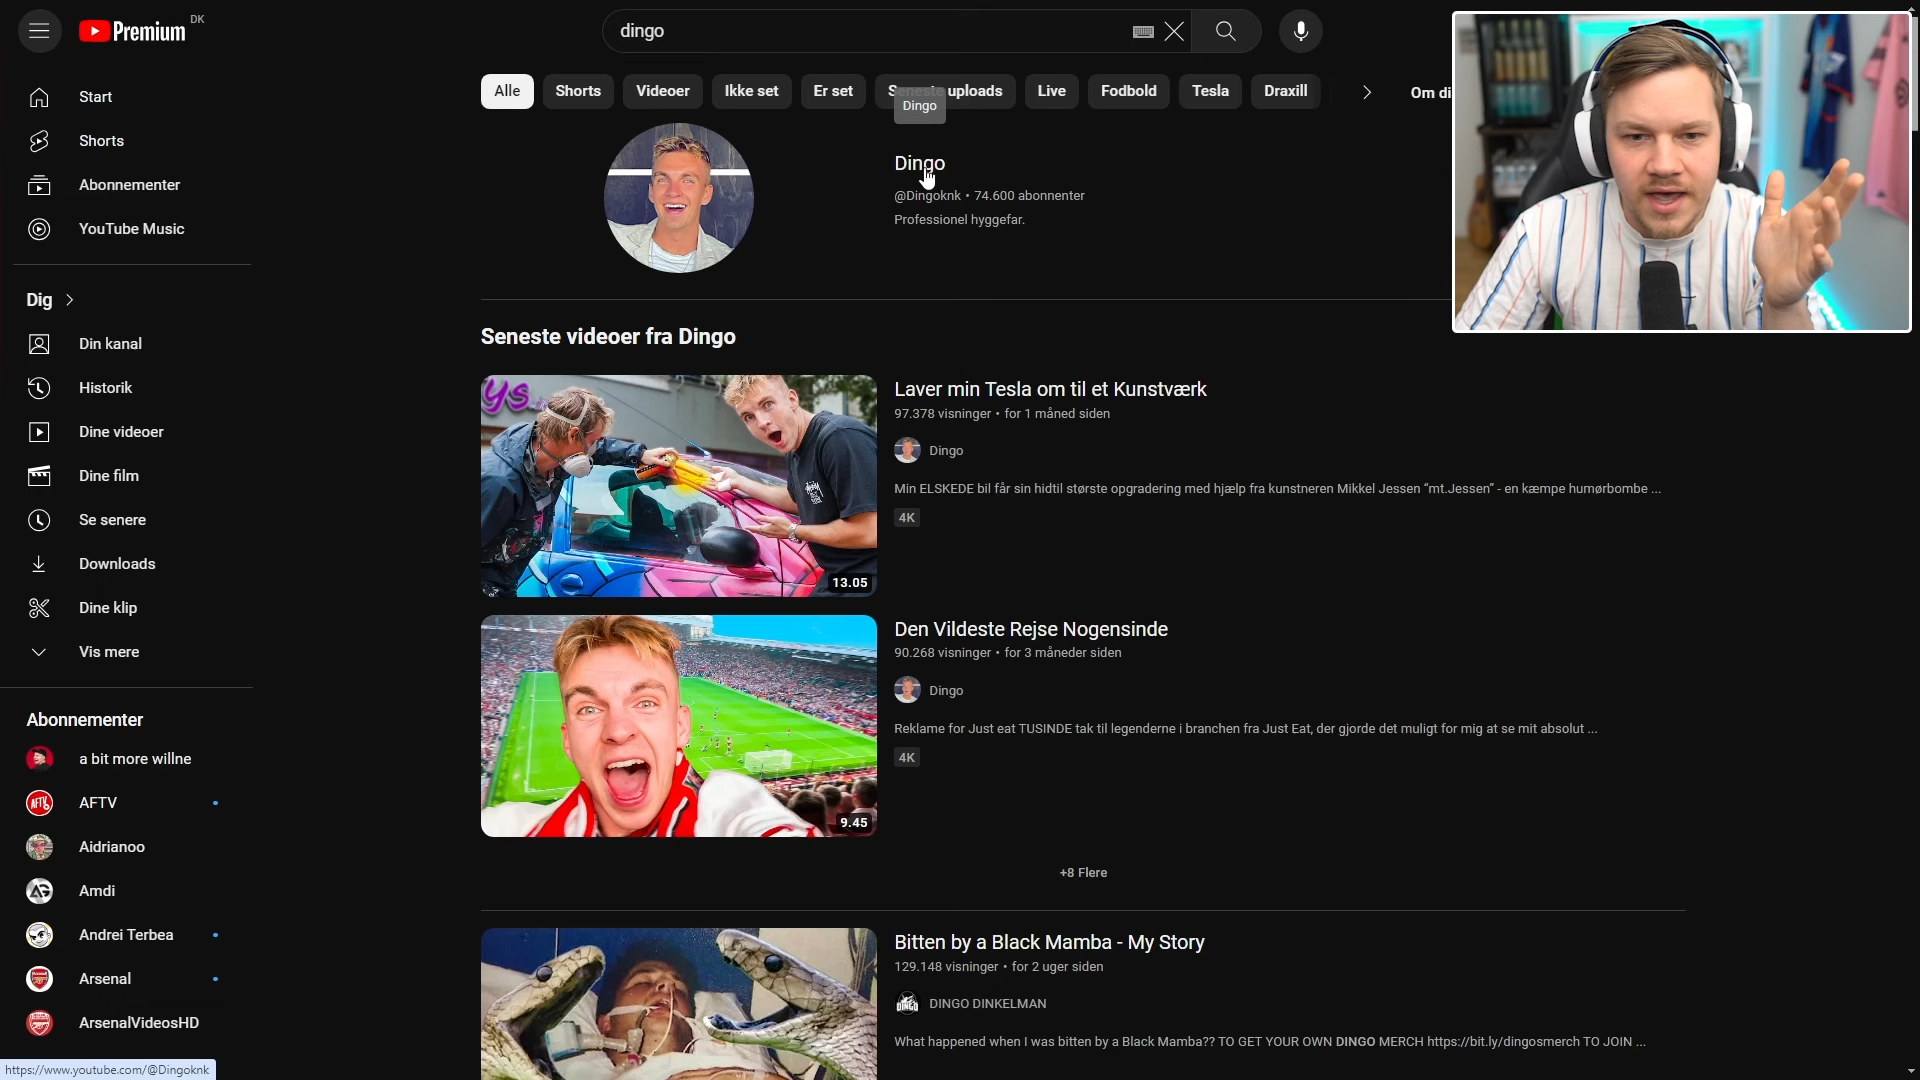 Premium DK
dingo
Start
Shorts
Abonnementer
YouTube Music
Dig
Din kanal
Historik
Dine videoer
Dine film
Se senere
Downloads
Dine klip
Vis mere
Abonnementer
a bit more willne
AFTV
Aidrianoo
Amdi
Andrei Terbea
Arsenal
ArsenalVideosHD
https://www.youtube.com/@Dingoknk
Alle Shorts Videoer Ikke set Er set Seneste uploads Live Fodbold Tesla Draxill Om di
Dingo
Dingo
@Dingoknk • 74.600 abonnenter
Professionel hyggefar.
Seneste videoer fra Dingo
ys.
13.05
Laver min Tesla om til et Kunstværk
97.378 visninger • for 1 måned siden
Dingo
Min ELSKEDE bil får sin hidtil største opgradering med hjælp fra kunstneren Mikkel Jessen “mt.Jessen” - en kæmpe humørbombe ...
4K
9.45
Den Vildeste Rejse Nogensinde
90.268 visninger • for 3 måneder siden
Dingo
Reklame for Just eat TUSINDE tak til legenderne i branchen fra Just Eat, der gjorde det muligt for mig at se mit absolut ...
4K
+8 Flere
Bitten by a Black Mamba - My Story
129.148 visninger • for 2 uger siden
DINGO DINKELMAN
What happened when I was bitten by a Black Mamba?? TO GET YOUR OWN DINGO MERCH https://bit.ly/dingosmerch TO JOIN ...